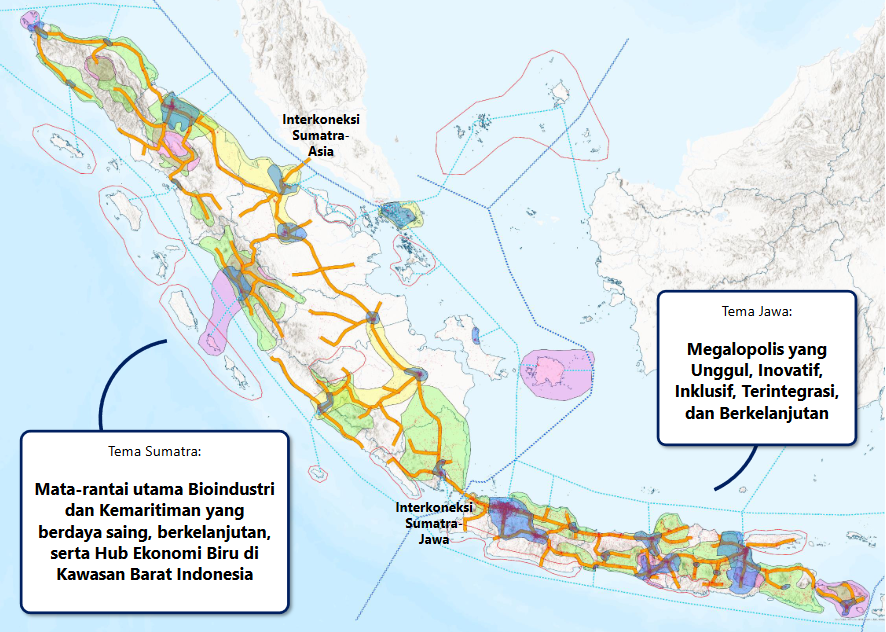 Interkoneksi
Sumatra-
Asia
Tema Jawa:
Megalopolis yang
Unggul, Inovatif,
Inklusif, Terintegrasi,
dan Berkelanjutan
Tema Sumatra:
Mata-rantai utama Bioindustri
dan Kemaritiman yang
berdaya saing, berkelanjutan,
serta Hub Ekonomi Biru di
Kawasan Barat Indonesia
Interkoneksi
Sumatra-
Jawa